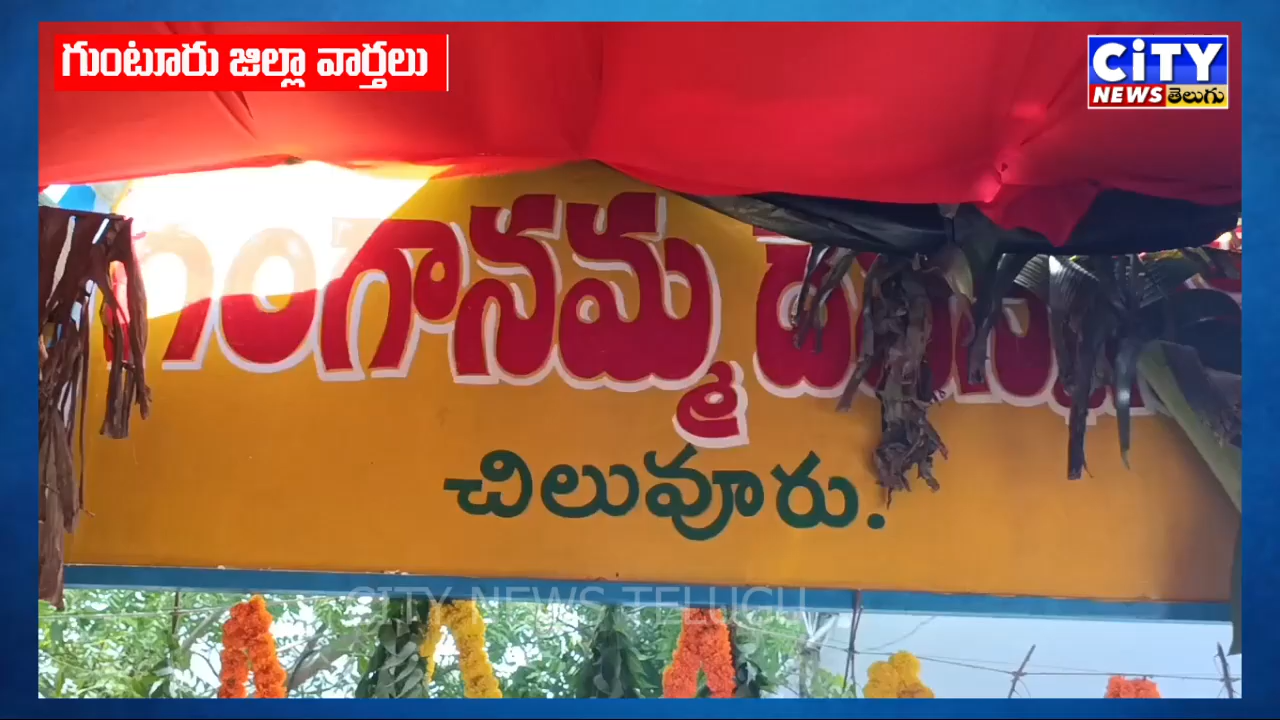 గుంటూరు జిల్లా వార్తలు
CiTY
NEWS తెలుగు
గంగానమ్మ
చిలువూరు.
CITY NEWS TELUGU